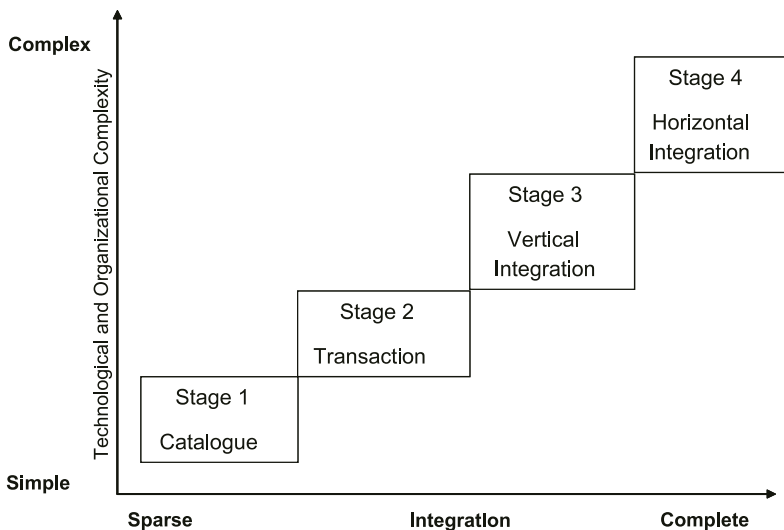 Complex
Technological and Organizational Complexity
Stage 4
Horizontal
Integration
Stage 3
Vertical
Integration
Stage 2
Transaction
Stage 1
Catalogue
Simple
Sparse
Integration
Complete